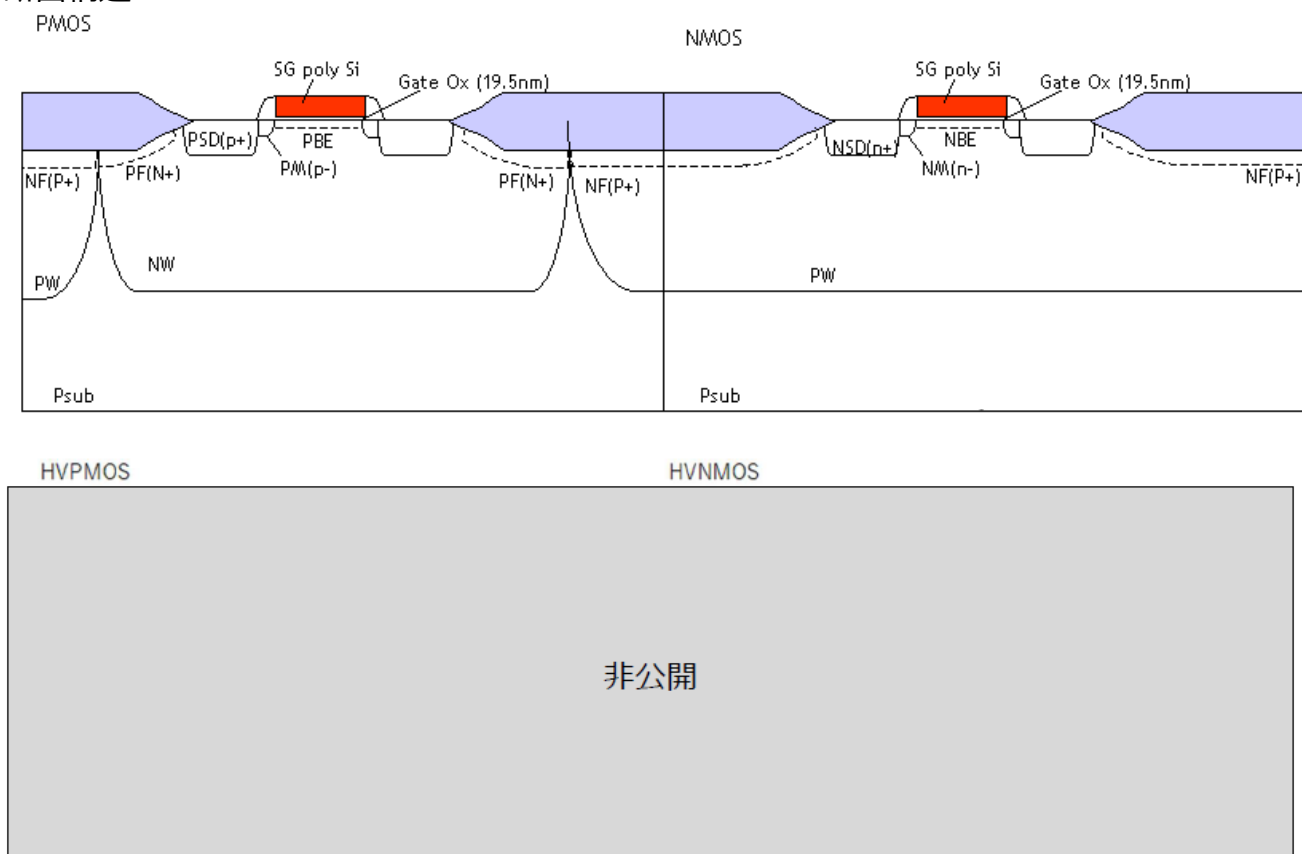 PMOS
NMOS
SG poly Si
Gate Ox (19.5nm)
SG poly Si
Gate Ox (19.5nm)
PSD(p+)
PBE
NSD(n+)
NBE
NF(P+)
PF(N+)
PM(p-)
PF(N+)
NF(P+)
NM(n-)
NF(P+)
PW
NW
PW
Psub
Psub
HVPMOS
HVNMOS
非公開